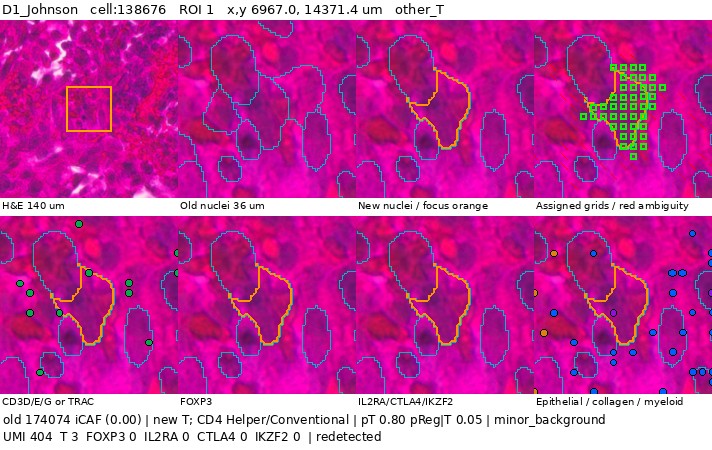 D1_Johnson cell:138676 ROI 1 x,y 6967.0, 14371.4 um other_T
H&E 140 um
Old nuclei 36 um
New nuclei / focus orange
Assigned grids / red ambiguity
CD3D/E/G or TRAC
FOXP3
IL2RA/CTLA4/IKZF2
Epithelial / collagen / myeloid
old 174074 iCAF (0.00) | new T; CD4 Helper/Conventional | pT 0.80 pReg|T 0.05 | minor_background
UMI 404 T 3 FOXP3 0 IL2RA 0 CTLA4 0 IKZF2 0 | redetected